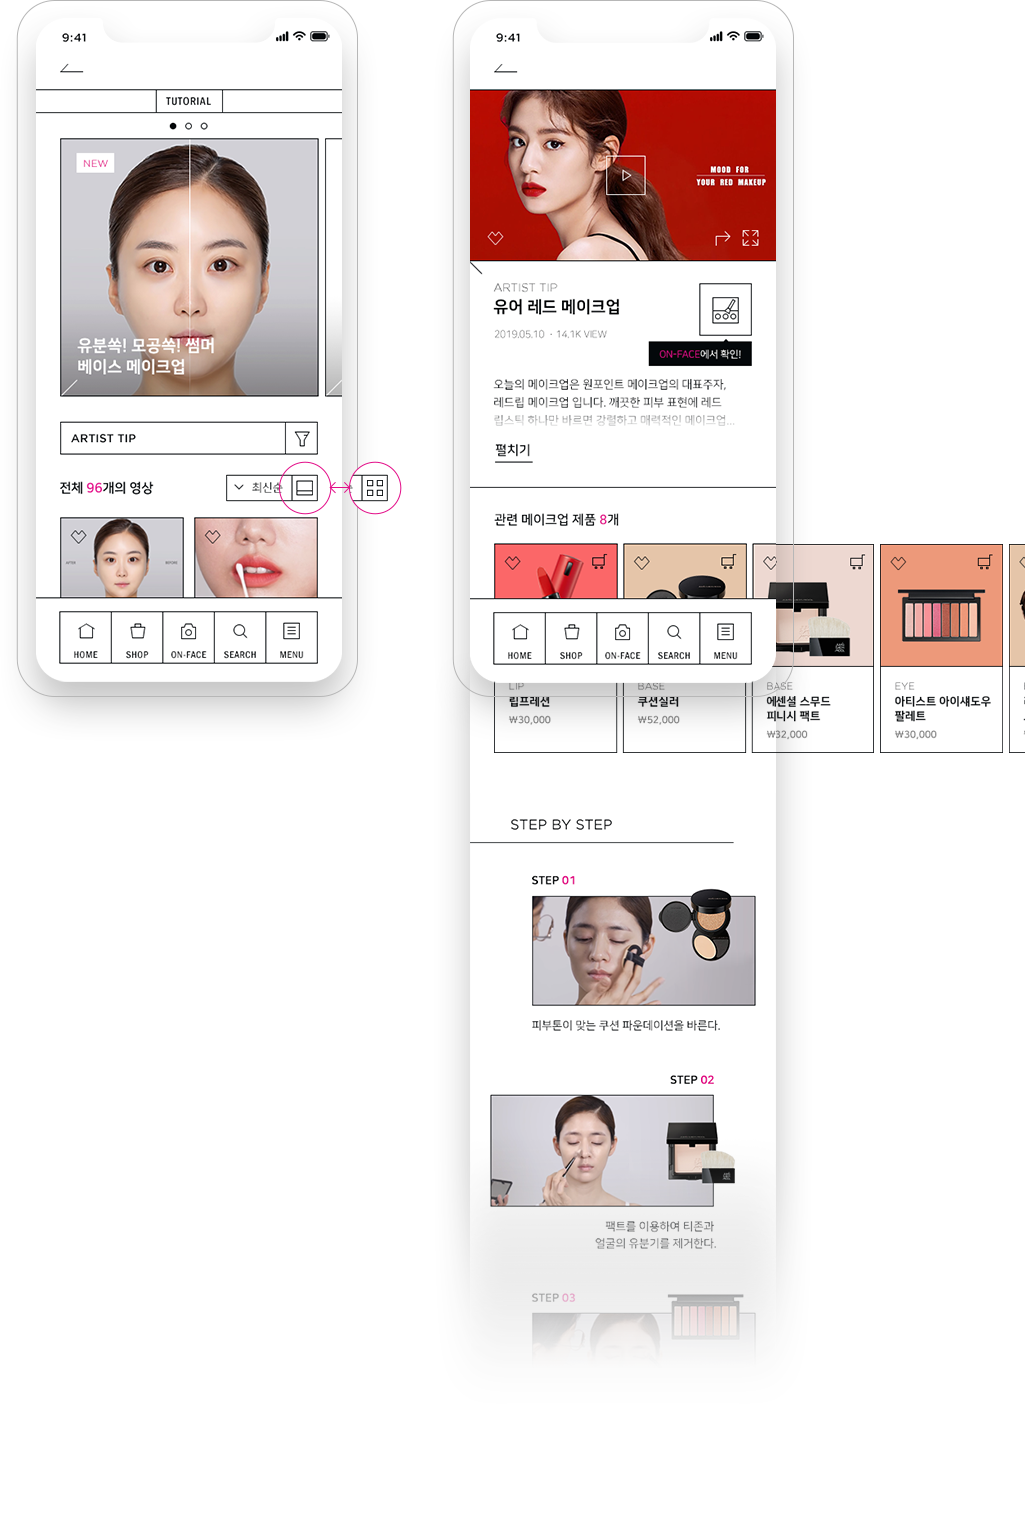 9:41
TUTORIAL
NEW
유분쏙! 모공쏙! 썸머
베이스 메이크업
ARTIST TIP
전체 96개의 영상
최신순
AFTER
BEFORE
HOME
SHOP
ON-FACE
SEARCH
MENU
9:41
MOOD FOR
YOUR RED MAKEUP
ARTIST TIP
유어 레드 메이크업
2019.05.10 · 14.1K VIEW
ON-FACE에서 확인!
오늘의 메이크업은 원포인트 메이크업의 대표주자,
레드립 메이크업 입니다. 깨끗한 피부 표현에 레드
립스틱 하나만 바르면 강렬하고 매력적인 메이크업...
펼치기
관련 메이크업 제품 8개
HOME
SHOP
ON-FACE
SEARCH
MENU
LIP
립프레션
₩30,000
BASE
쿠션실러
₩52,000
BASE
에센셜 스무드
피니시 팩트
₩32,000
EYE
아티스트 아이섀도우
팔레트
₩30,000
STEP BY STEP
STEP 01
피부톤이 맞는 쿠션 파운데이션을 바른다.
STEP 02
팩트를 이용하여 티존과
얼굴의 유분기를 제거한다.
STEP 03